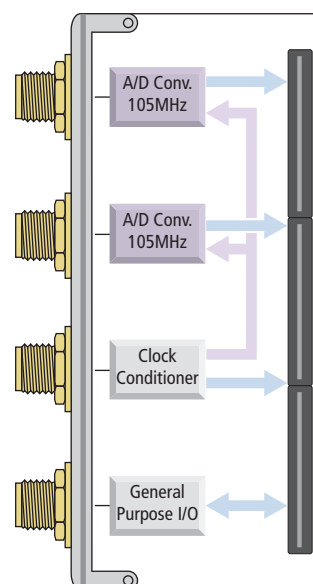 A/D Conv.
105MHz
A/D Conv.
105MHz
Clock
Conditioner
General
Purpose I/O